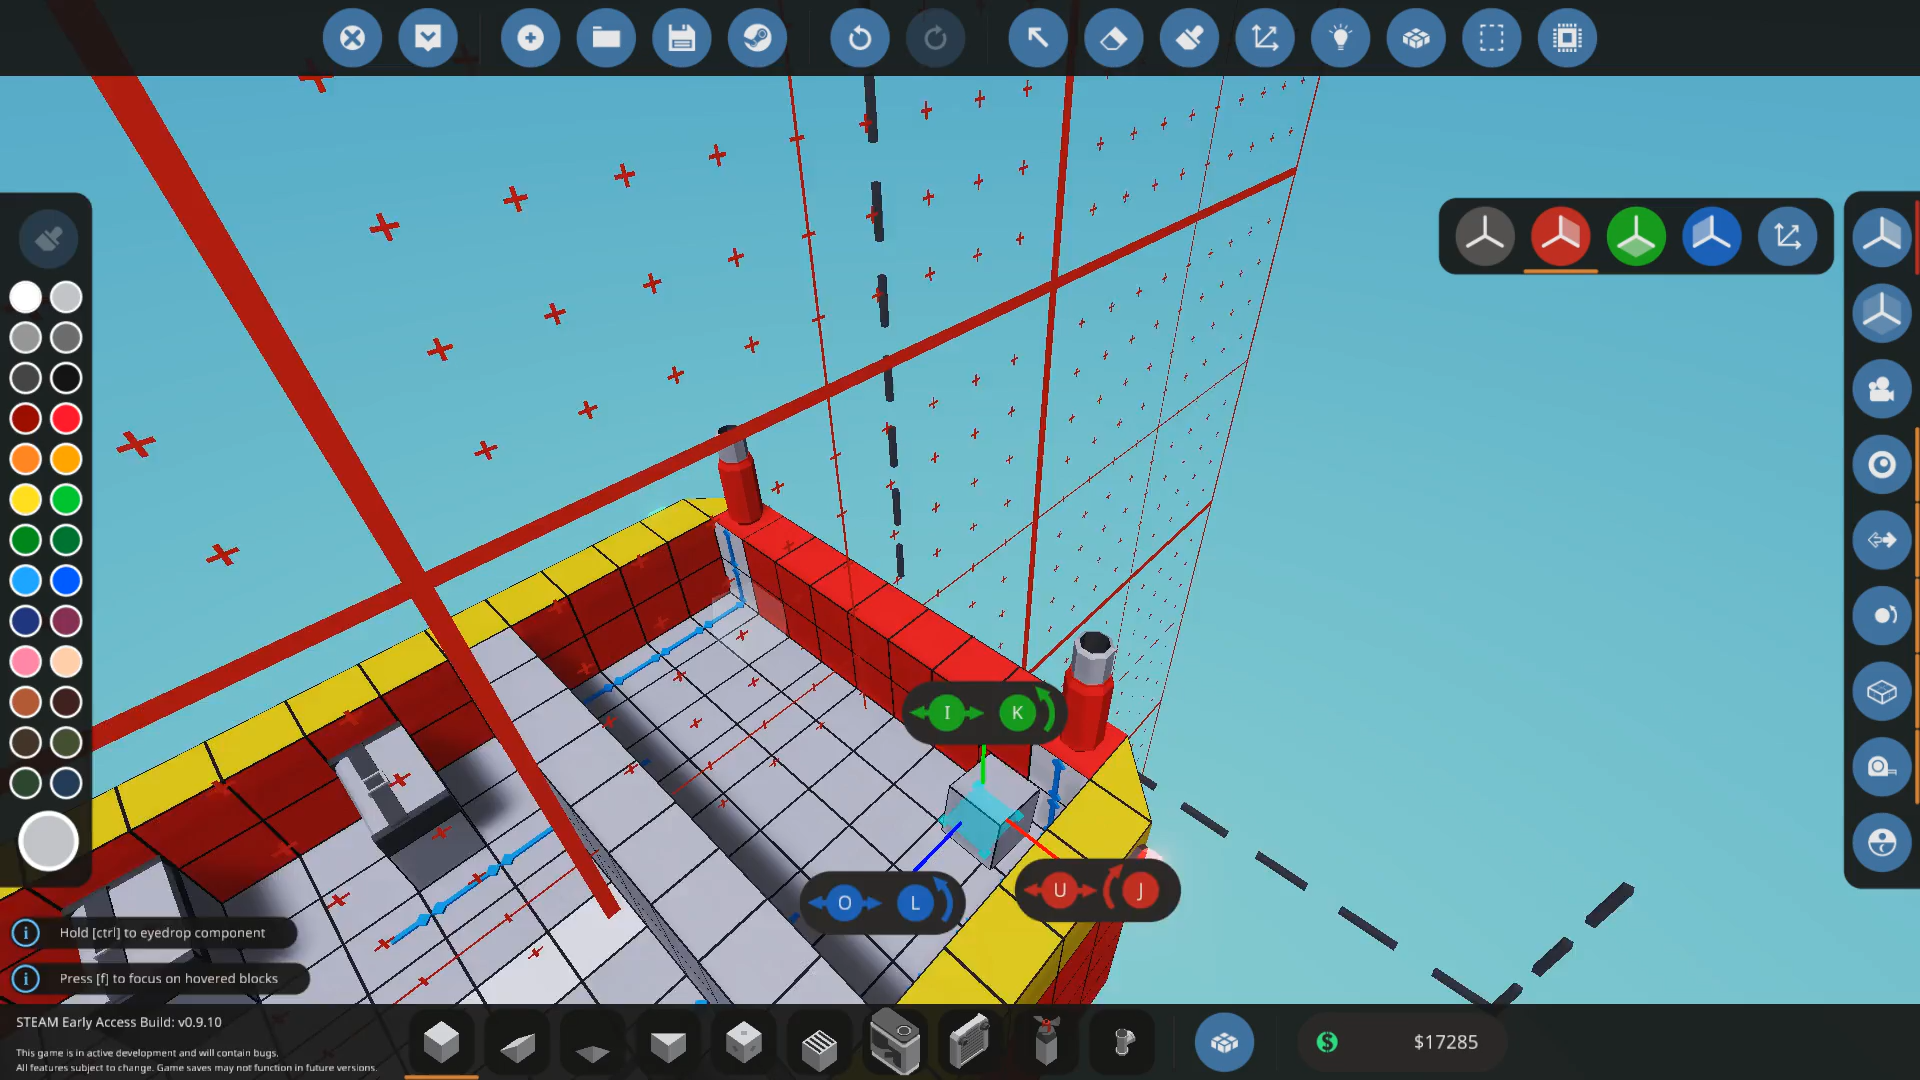 I K
O L
U J
Hold [ctrl] to eyedrop component
Press [f] to focus on hovered blocks
STEAM Early Access Build: v0.9.10
This game is in active development and will contain bugs.
All features subject to change. Game saves may not function in future versions.
$ $17285